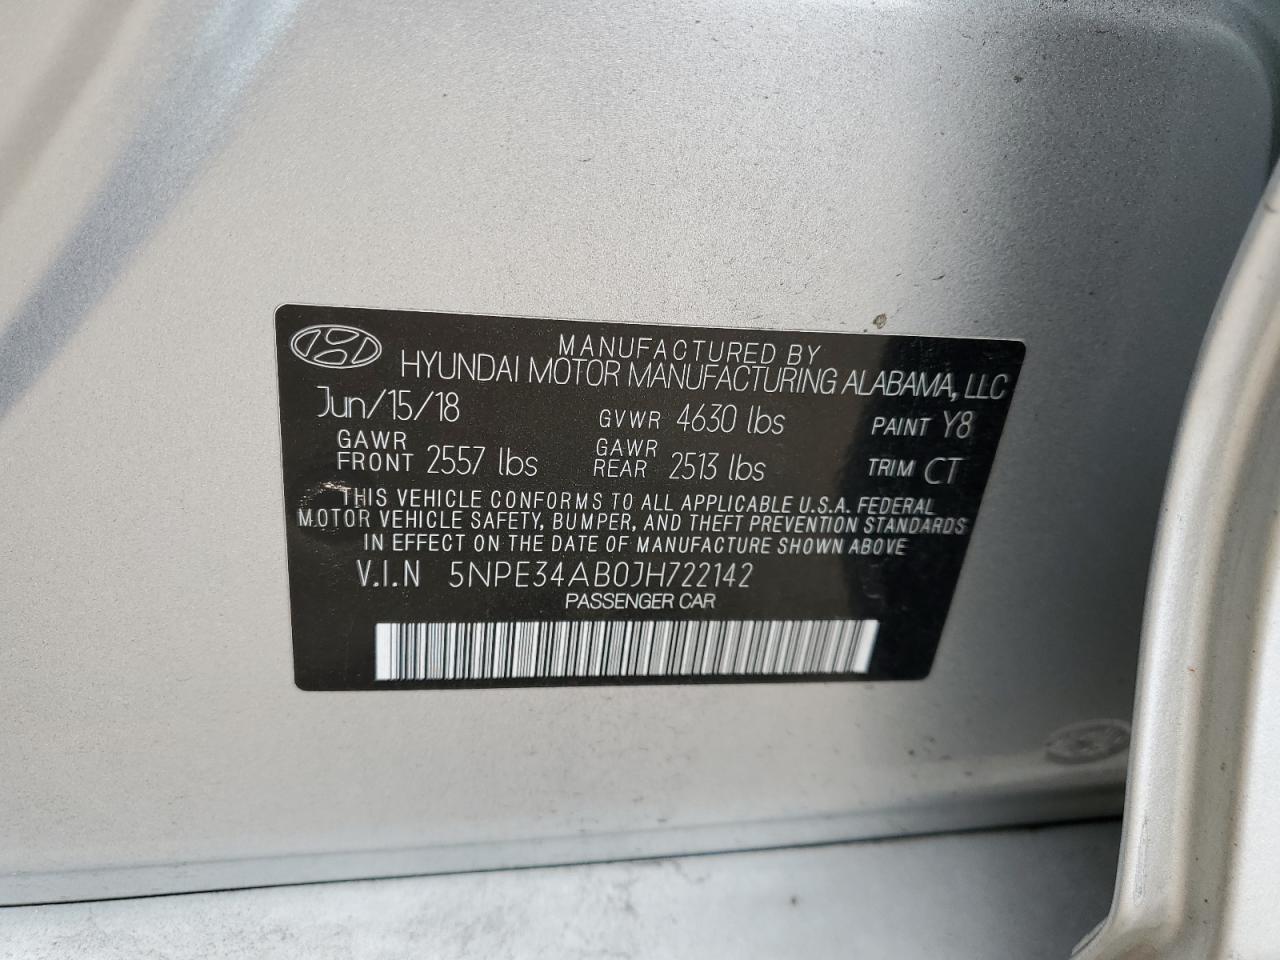 MANUFACTURED BY
HYUNDAI MOTOR MANUFACTURING ALABAMA, LLC
Jun/15/18 GVWR 4630 lbs PAINT Y8
GAWR FRONT 2557 lbs GAWR REAR 2513 lbs TRIM CT
THIS VEHICLE CONFORMS TO ALL APPLICABLE U.S.A. FEDERAL
MOTOR VEHICLE SAFETY, BUMPER, AND THEFT PREVENTION STANDARDS
IN EFFECT ON THE DATE OF MANUFACTURE SHOWN ABOVE
V.I.N 5NPE34AB0JH722142
PASSENGER CAR